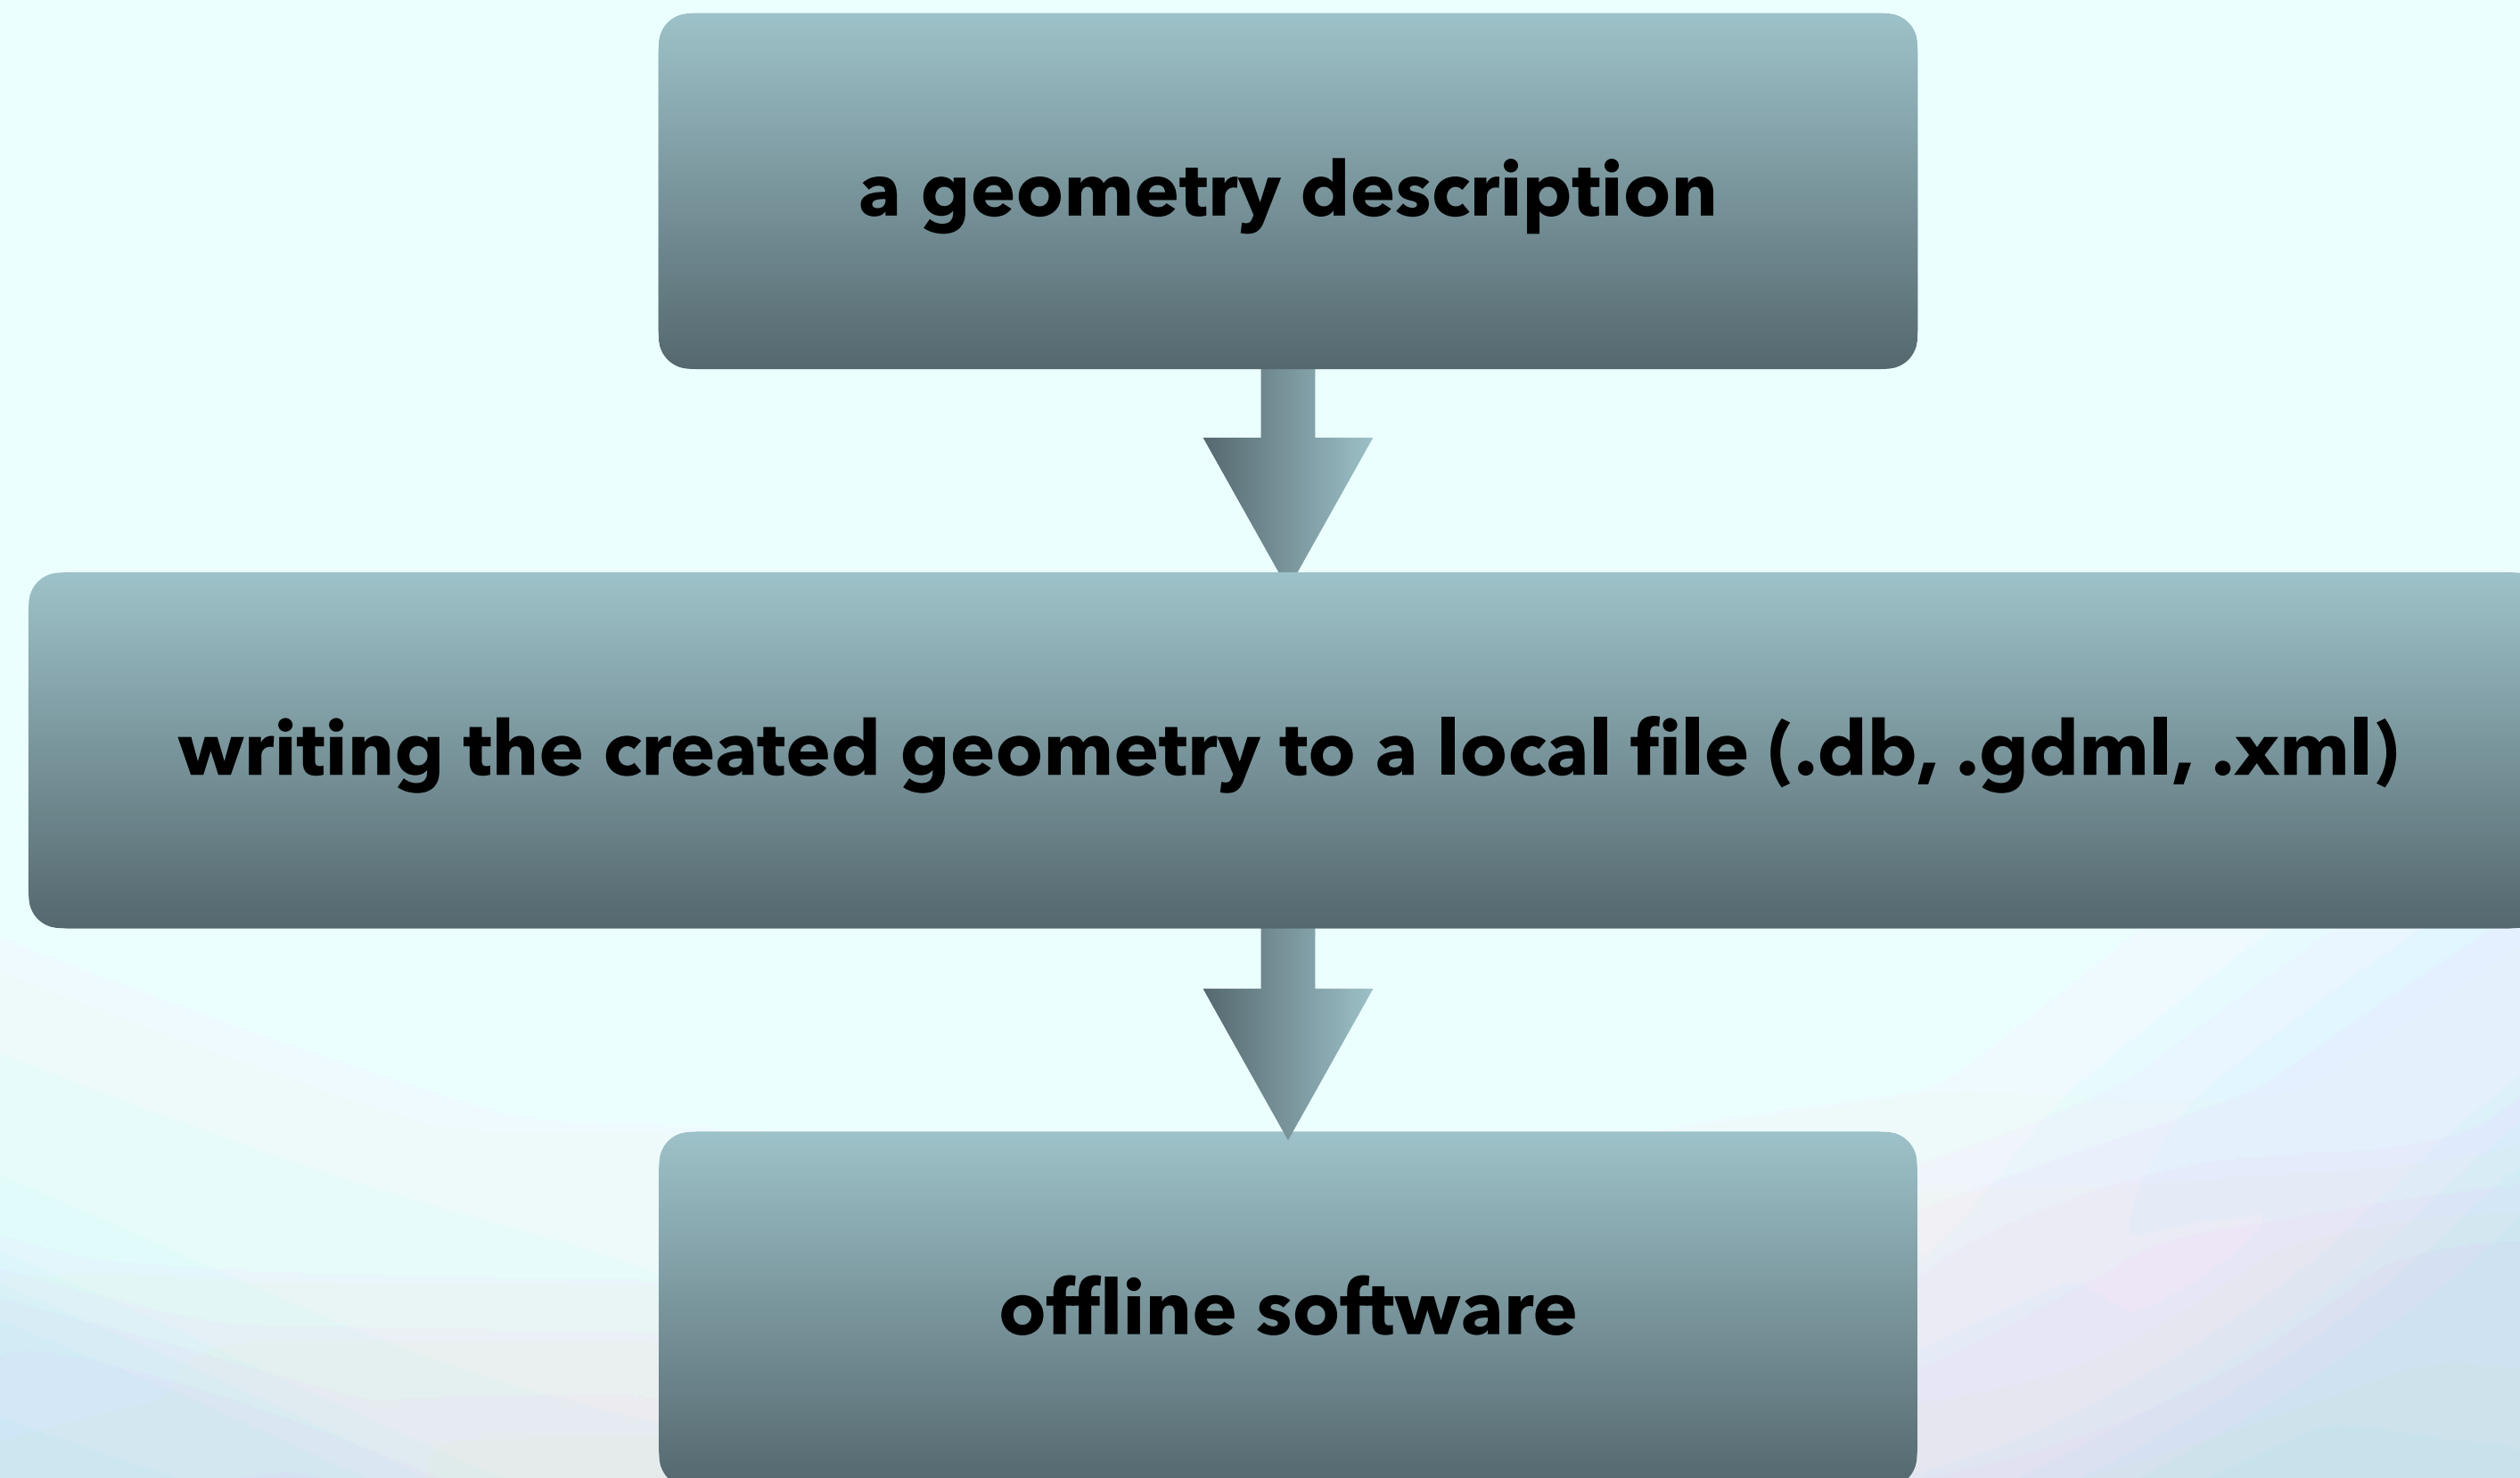 a geometry description
writing the created geometry to a local file (.db, .gdml, .xml)
offline software